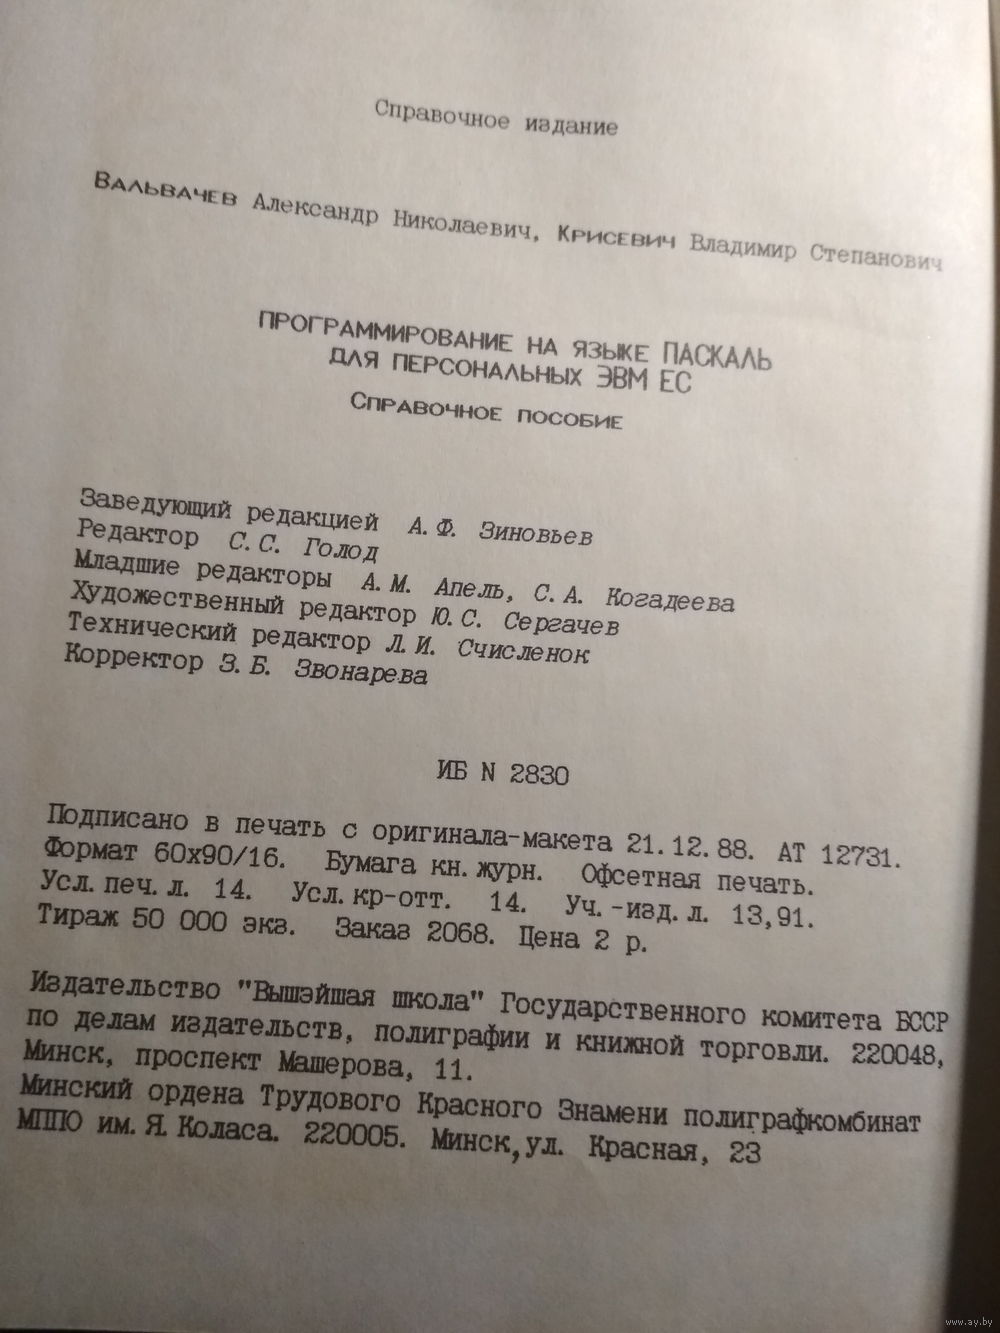 Справочное издание
Вальвачев Александр Николаевич, Крисевич Владимир Степанович
ПРОГРАММИРОВАНИЕ НА ЯЗЫКЕ ПАСКАЛЬ
ДЛЯ ПЕРСОНАЛЬНЫХ ЭВМ ЕС
Справочное пособие
Заведующий редакцией А. Ф. Зиновьев
Редактор С. С. Голод
Младшие редакторы А. М. Апель, С. А. Когадеева
Художественный редактор Ю. С. Сергачев
Технический редактор Л. И. Счисленок
Корректор З. Б. Звонарева
ИБ N 2830
Подписано в печать с оригинала-макета 21.12.88. АТ 12731.
Формат 60х90/16. Бумага кн. журн. Офсетная печать.
Усл. печ. л. 14. Усл. кр-отт. 14. Уч.-изд. л. 13,91.
Тираж 50 000 экз. Заказ 2068. Цена 2 р.
Издательство "Вышэйшая школа" Государственного комитета БССР
по делам издательств, полиграфии и книжной торговли. 220048,
Минск, проспект Машерова, 11.
Минский ордена Трудового Красного Знамени полиграфкомбинат
МППО им. Я. Коласа. 220005. Минск, ул. Красная, 23
www.ay.by